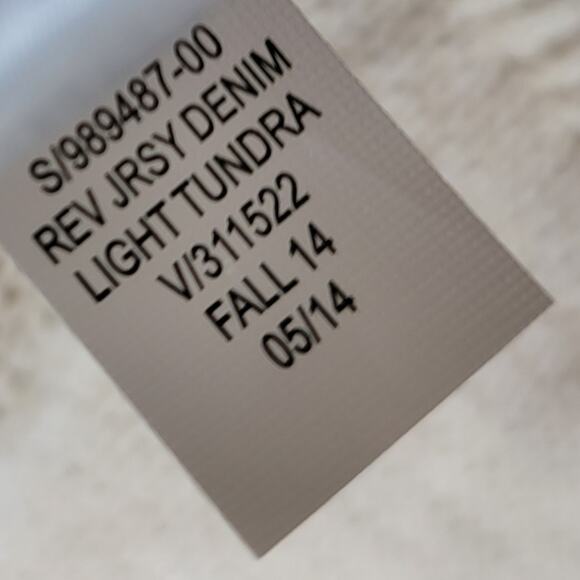 S/989487-00
REV JRSY DENIM
LIGHT TUNDRA
V/311522
FALL 14
05/14